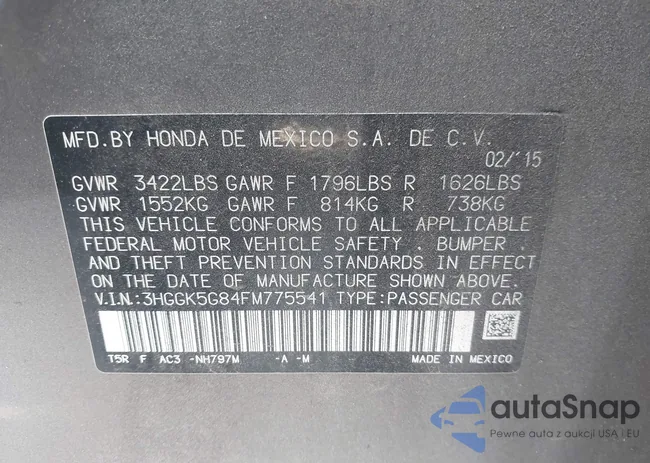 MFD.BY HONDA DE MEXICO S.A. DE C.V.
02/'15
GVWR 3422LBS GAWR F 1796LBS R 1626LBS
GVWR 1552KG GAWR F 814KG R 738KG
THIS VEHICLE CONFORMS TO ALL APPLICABLE
FEDERAL MOTOR VEHICLE SAFETY . BUMPER .
AND THEFT PREVENTION STANDARDS IN EFFECT
ON THE DATE OF MANUFACTURE SHOWN ABOVE.
V.I.N.:3HGGK5G84FM775541 TYPE:PASSENGER CAR
T5R F AC3 -NH797M -A -M MADE IN MEXICO
autaSnap
Pewne auta z aukcji USA i EU